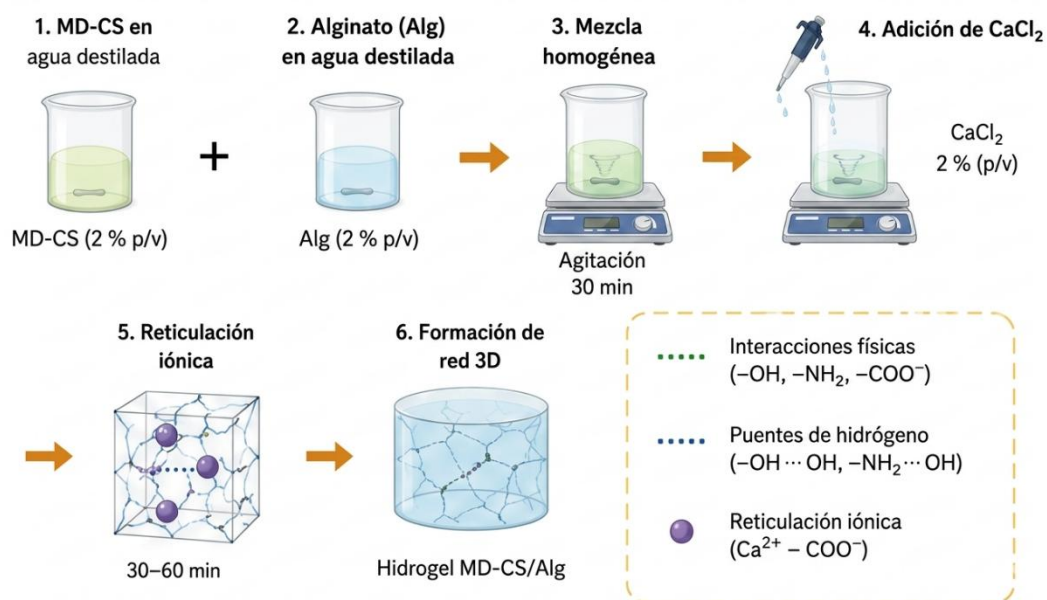 1. MD-CS en
agua destilada
2. Alginato (Alg)
en agua destilada
3. Mezcla
homogénea
4. Adición de CaCl₂
+
CaCl₂
2 % (p/v)
MD-CS (2 % p/v)
Alg (2 % p/v)
Agitación
30 min
5. Reticulación
iónica
6. Formación de
red 3D
30–60 min
Hidrogel MD-CS/Alg
Interacciones físicas
(–OH, –NH₂, –COO⁻)
Puentes de hidrógeno
(–OH ··· OH, –NH₂ ··· OH)
Reticulación iónica
(Ca²⁺ – COO⁻)